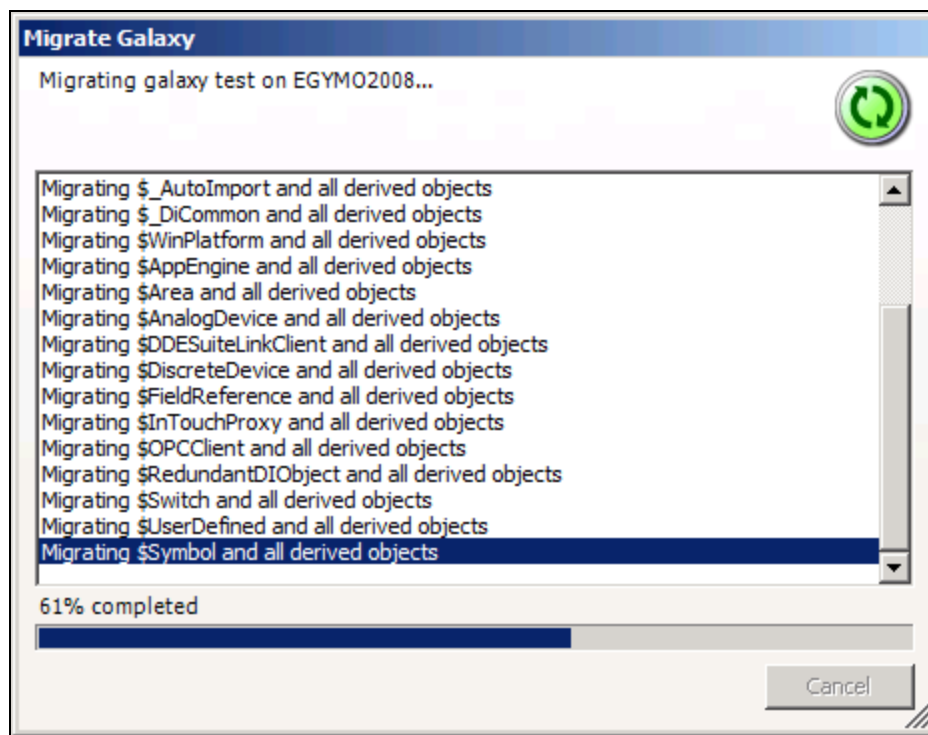 Migrate Galaxy
Migrating galaxy test on EGYMO2008...
Migrating $_AutoImport and all derived objects
Migrating $_DiCommon and all derived objects
Migrating $WinPlatform and all derived objects
Migrating $AppEngine and all derived objects
Migrating $Area and all derived objects
Migrating $AnalogDevice and all derived objects
Migrating $DDESuiteLinkClient and all derived objects
Migrating $DiscreteDevice and all derived objects
Migrating $FieldReference and all derived objects
Migrating $InTouchProxy and all derived objects
Migrating $OPCClient and all derived objects
Migrating $RedundantDIObject and all derived objects
Migrating $Switch and all derived objects
Migrating $UserDefined and all derived objects
Migrating $Symbol and all derived objects
61% completed
Cancel